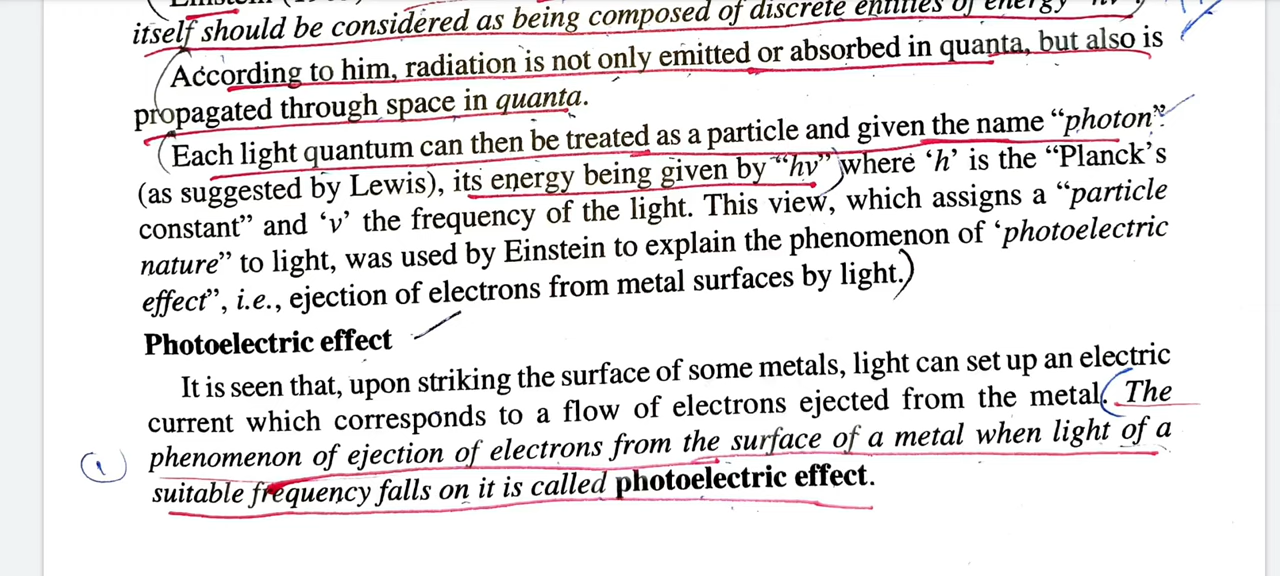 itself should be considered as being composed of discrete entities of energy
According to him, radiation is not only emitted or absorbed in quanta, but also is
propagated through space in quanta.
Each light quantum can then be treated as a particle and given the name “photon”.
(as suggested by Lewis), its energy being given by “hν” where ‘h’ is the “Planck’s
constant” and ‘ν’ the frequency of the light. This view, which assigns a “particle
nature” to light, was used by Einstein to explain the phenomenon of ‘photoelectric
effect”, i.e., ejection of electrons from metal surfaces by light.)
Photoelectric effect
It is seen that, upon striking the surface of some metals, light can set up an electric
current which corresponds to a flow of electrons ejected from the metal. The
phenomenon of ejection of electrons from the surface of a metal when light of a
1
suitable frequency falls on it is called photoelectric effect.